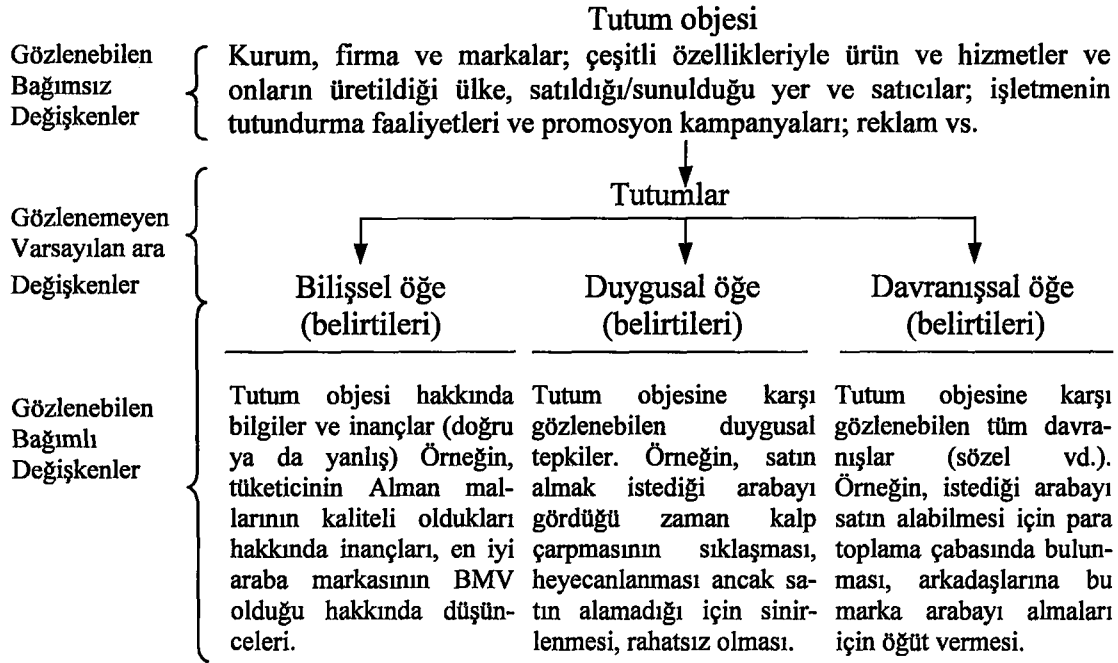 Tutum objesi
Gözlenebilen
Bağımsız
Değişkenler
Kurum, firma ve markalar; çeşitli özellikleriyle ürün ve hizmetler ve
onların üretildiği ülke, satıldığı/sunulduğu yer ve satıcılar; işletmenin
tutundurma faaliyetleri ve promosyon kampanyaları; reklam vs.
Tutumlar
Gözlenemeyen
Varsayılan ara
Değişkenler
Bilişsel öğe
(belirtileri)
Duygusal öğe
(belirtileri)
Davranışsal öğe
(belirtileri)
Gözlenebilen
Bağımlı
Değişkenler
Tutum objesi hakkında
bilgiler ve inançlar (doğru
ya da yanlış) Örneğin,
tüketicinin Alman mal-
larının kaliteli oldukları
hakkında inançları, en iyi
araba markasının BMV
olduğu hakkında düşün-
celeri.
Tutum objesine karşı
gözlenebilen duygusal
tepkiler. Örneğin, satın
almak istediği arabayı
gördüğü zaman kalp
çarpmasının sıklaşması,
heyecanlanması ancak sa-
tın alamadığı için sinir-
lenmesi, rahatsız olması.
Tutum objesine karşı
gözlenebilen tüm davra-
nışlar (sözel vd.).
Örneğin, istediği arabayı
satın alabilmesi için para
toplama çabasında bulun-
ması, arkadaşlarına bu
marka arabayı almaları
için öğüt vermesi.